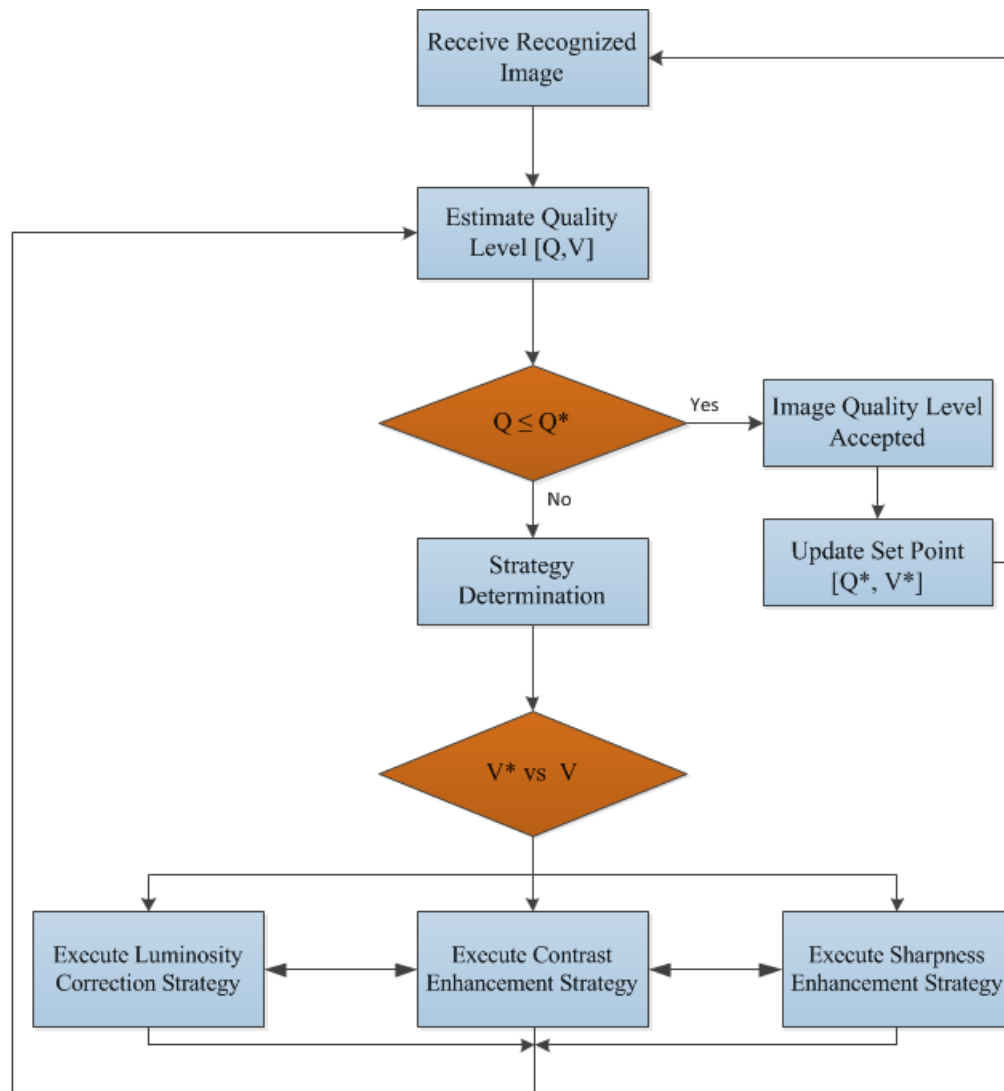 Receive Recognized
Image
Estimate Quality
Level [Q,V]
Q ≤ Q*
Yes
Image Quality Level
Accepted
No
Update Set Point
[Q*, V*]
Strategy
Determination
V* vs V
Execute Luminosity
Correction Strategy
Execute Contrast
Enhancement Strategy
Execute Sharpness
Enhancement Strategy